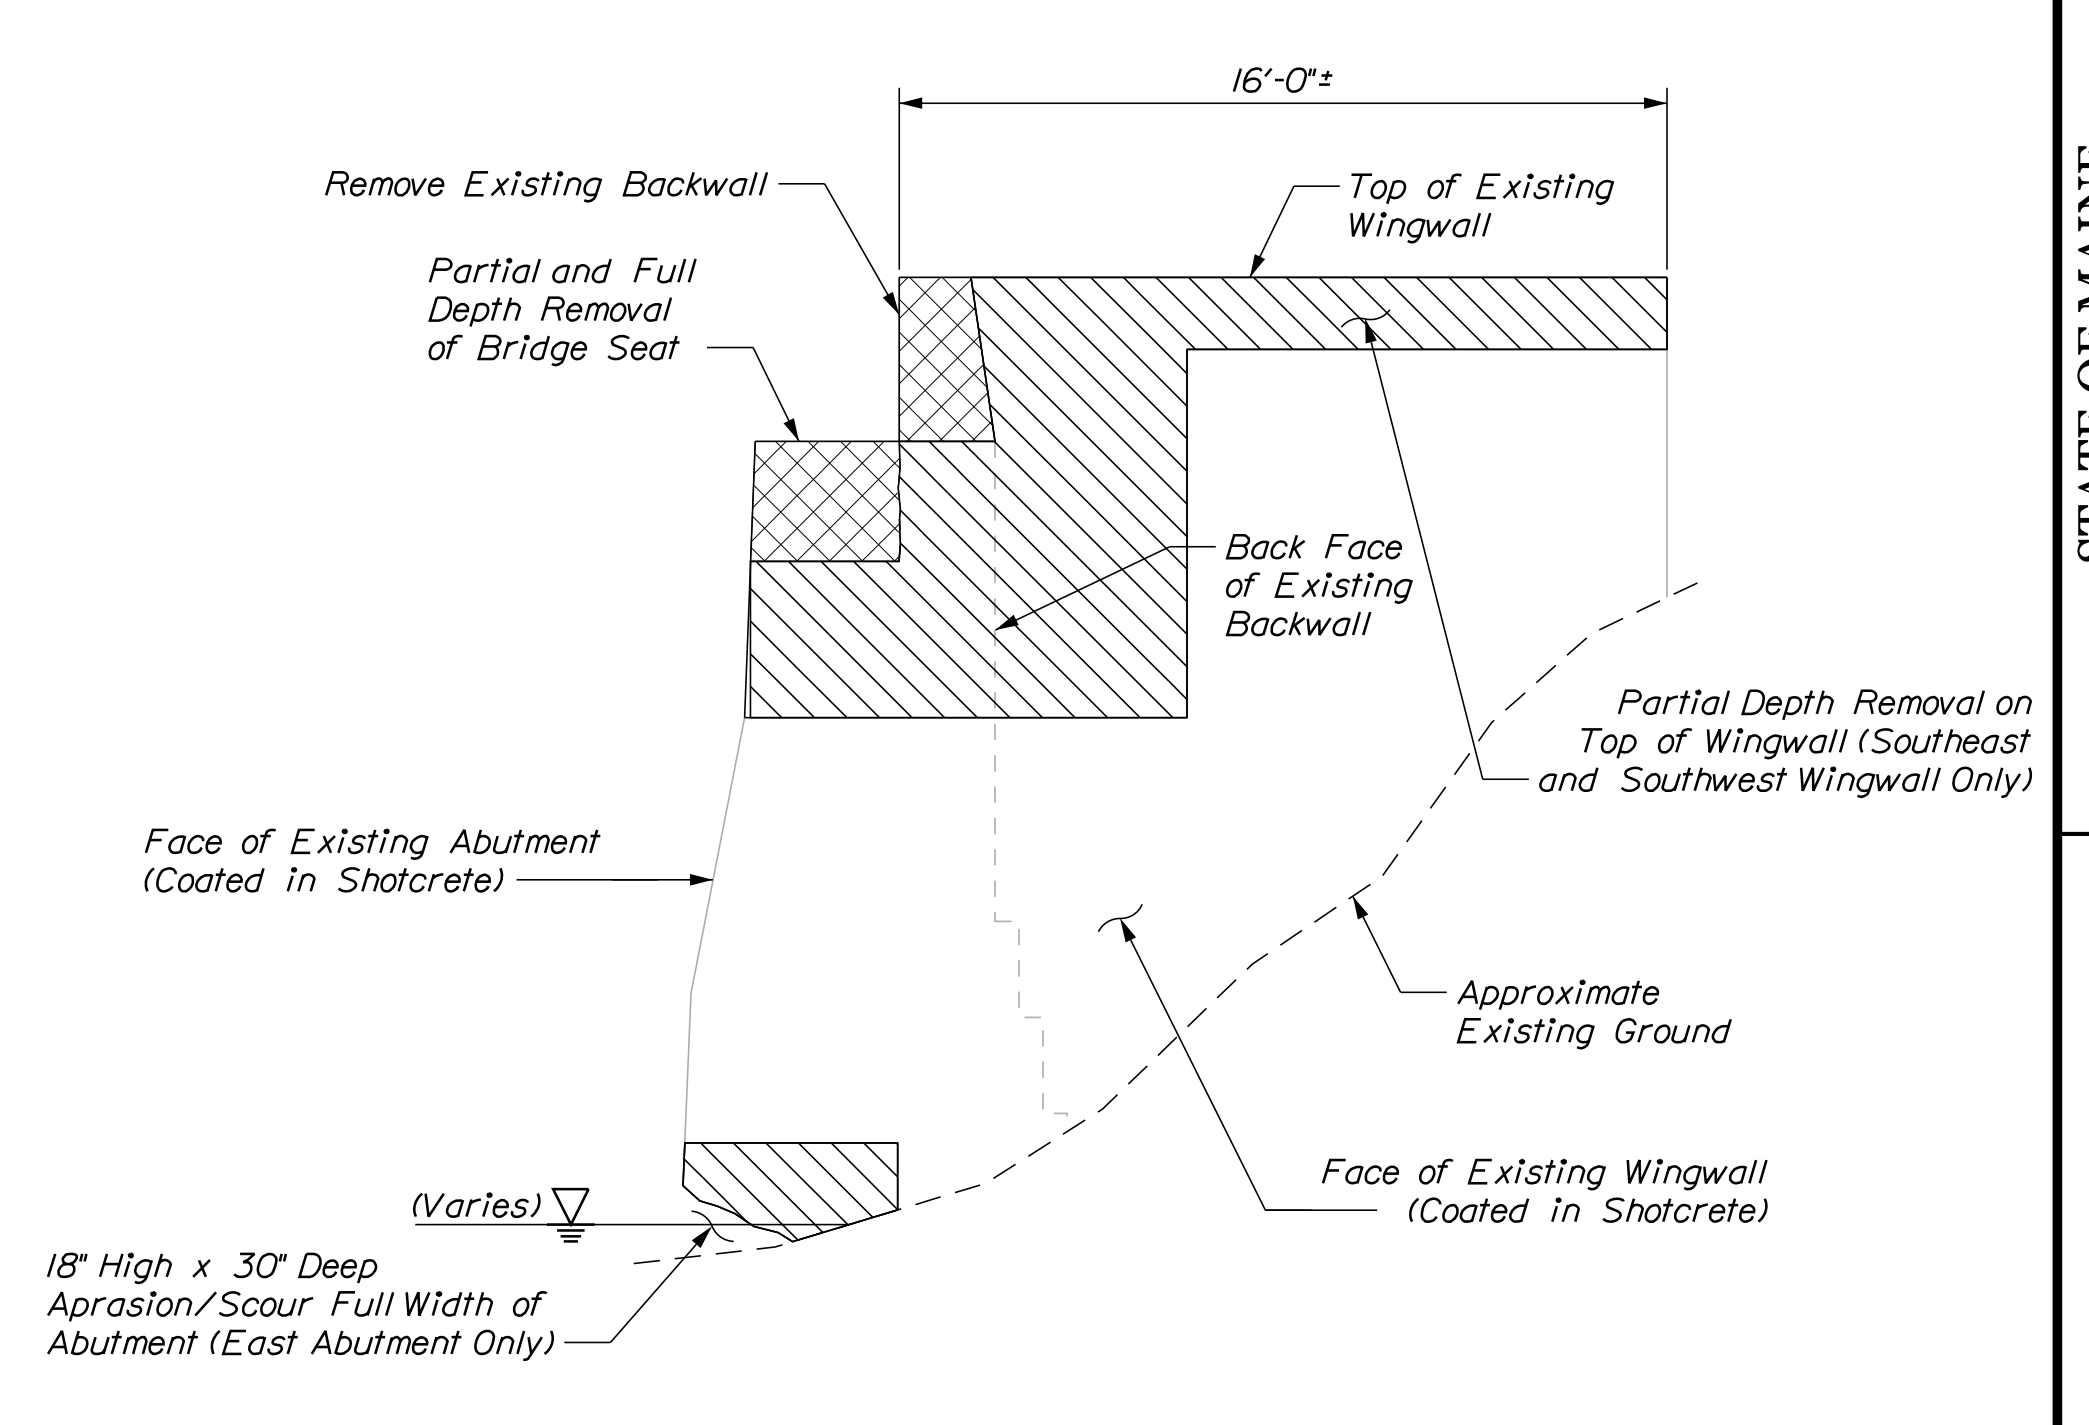 16'-0"±
Remove Existing Backwall
Top of Existing
Wingwall
Partial and Full
Depth Removal
of Bridge Seat
Back Face
of Existing
Backwall
Partial Depth Removal on
Top of Wingwall (Southeast
and Southwest Wingwall Only)
Face of Existing Abutment
(Coated in Shotcrete)
Approximate
Existing Ground
Face of Existing Wingwall
(Coated in Shotcrete)
(Varies)
18" High x 30" Deep
Aprasion/Scour Full Width of
Abutment (East Abutment Only)
STATE OF MAINE